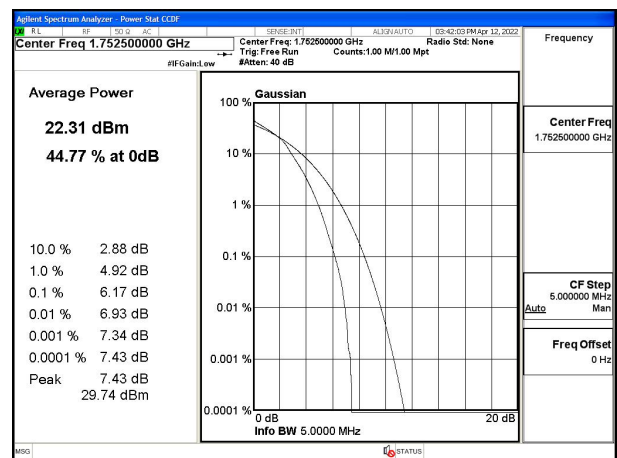 Agilent Spectrum Analyzer - Power Stat CCDF
RL RF 50 Ω AC SENSE:INT ALIGN AUTO 03:42:03 PM Apr 12, 2022
Center Freq 1.752500000 GHz
Center Freq: 1.752500000 GHz Radio Std: None
Trig: Free Run Counts:1.00 M/1.00 Mpt
#IFGain:Low #Atten: 40 dB
Frequency
Average Power
22.31 dBm
44.77 % at 0dB
10.0 % 2.88 dB
1.0 % 4.92 dB
0.1 % 6.17 dB
0.01 % 6.93 dB
0.001 % 7.34 dB
0.0001 % 7.43 dB
Peak 7.43 dB
29.74 dBm
Gaussian
100 %
10 %
1 %
0.1 %
0.01 %
0.001 %
0.0001 %
0 dB 20 dB
Info BW 5.0000 MHz
Center Freq
1.752500000 GHz
CF Step
5.000000 MHz
Auto Man
Freq Offset
0 Hz
MSG STATUS